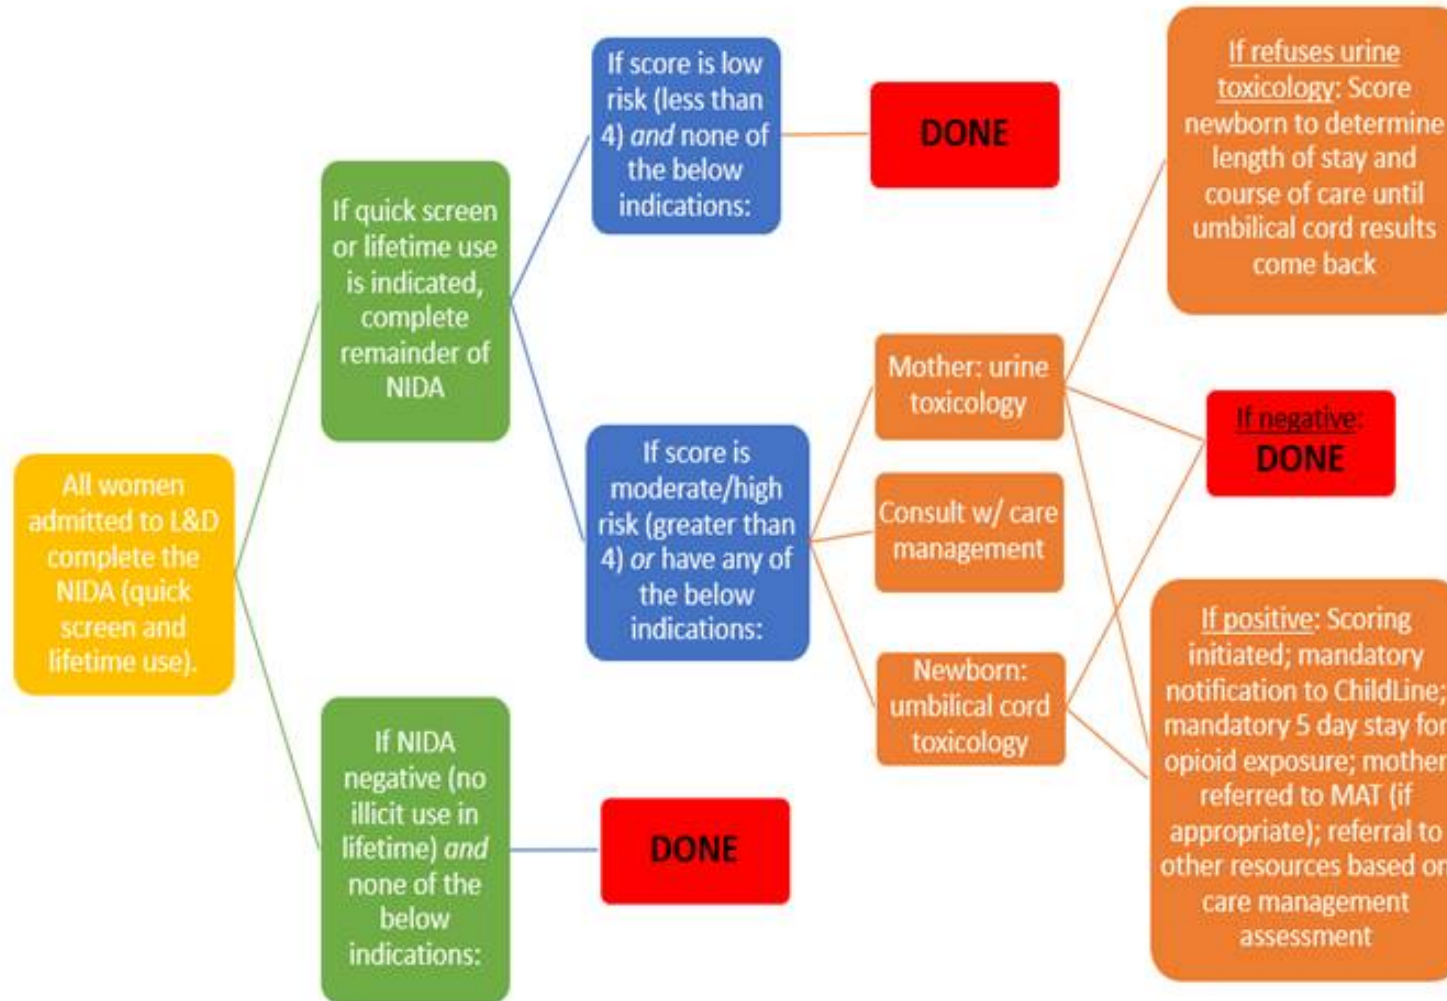 All women
admitted to L&D
complete the
NIDA (quick
screen and
lifetime use).
If quick screen
or lifetime use
is indicated,
complete
remainder of
NIDA
If NIDA
negative (no
illicit use in
lifetime) and
none of the
below
indications:
If score is low
risk (less than
4) and none of
the below
indications:
DONE
If score is
moderate/high
risk (greater than
4) or have any of
the below
indications:
DONE
Mother: urine
toxicology
Consult w/ care
management
Newborn:
umbilical cord
toxicology
If refuses urine
toxicology: Score
newborn to determine
length of stay and
course of care until
umbilical cord results
come back
If negative:
DONE
If positive: Scoring
initiated; mandatory
notification to ChildLine;
mandatory 5 day stay for
opioid exposure; mother
referred to MAT (if
appropriate); referral to
other resources based on
care management
assessment